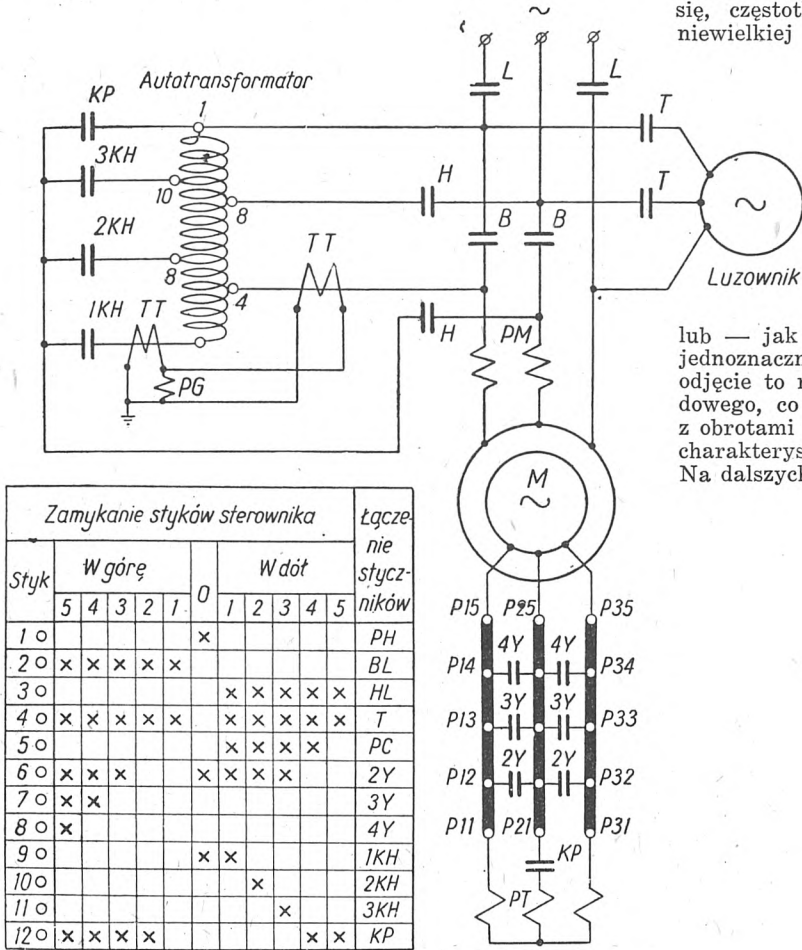 się, częstot
niewielkiej
~
L L
Autotransformator
KP 1 T
3KH
10 H T
8
2KH B B ~
8 TT
4 Luzownik
1KH TT
H PM
PG
lub — jak
jednoznaczn
odjęcie to r
dowego, co
z obrotami
charakterys
Na dalszych
M
~
Zamykanie styków sterownika Łącze-
nie
stycz-
ników
Styk W górę 0 W dół
5 4 3 2 1 1 2 3 4 5
1 o x PH
2 o x x x x x BL
3 o x x x x x HL
4 o x x x x x x x x x x T
5 o x x x x PC
6 o x x x x x x x 2Y
7 o x x 3Y
8 o x 4Y
9 o x x 1KH
10 o x 2KH
11 o x 3KH
12 o x x x x x x KP
P15 P25 P35
4Y 4Y
P14 P34
3Y 3Y
P13 P33
2Y 2Y
P12 P32
P11 P21 P31
KP
PT